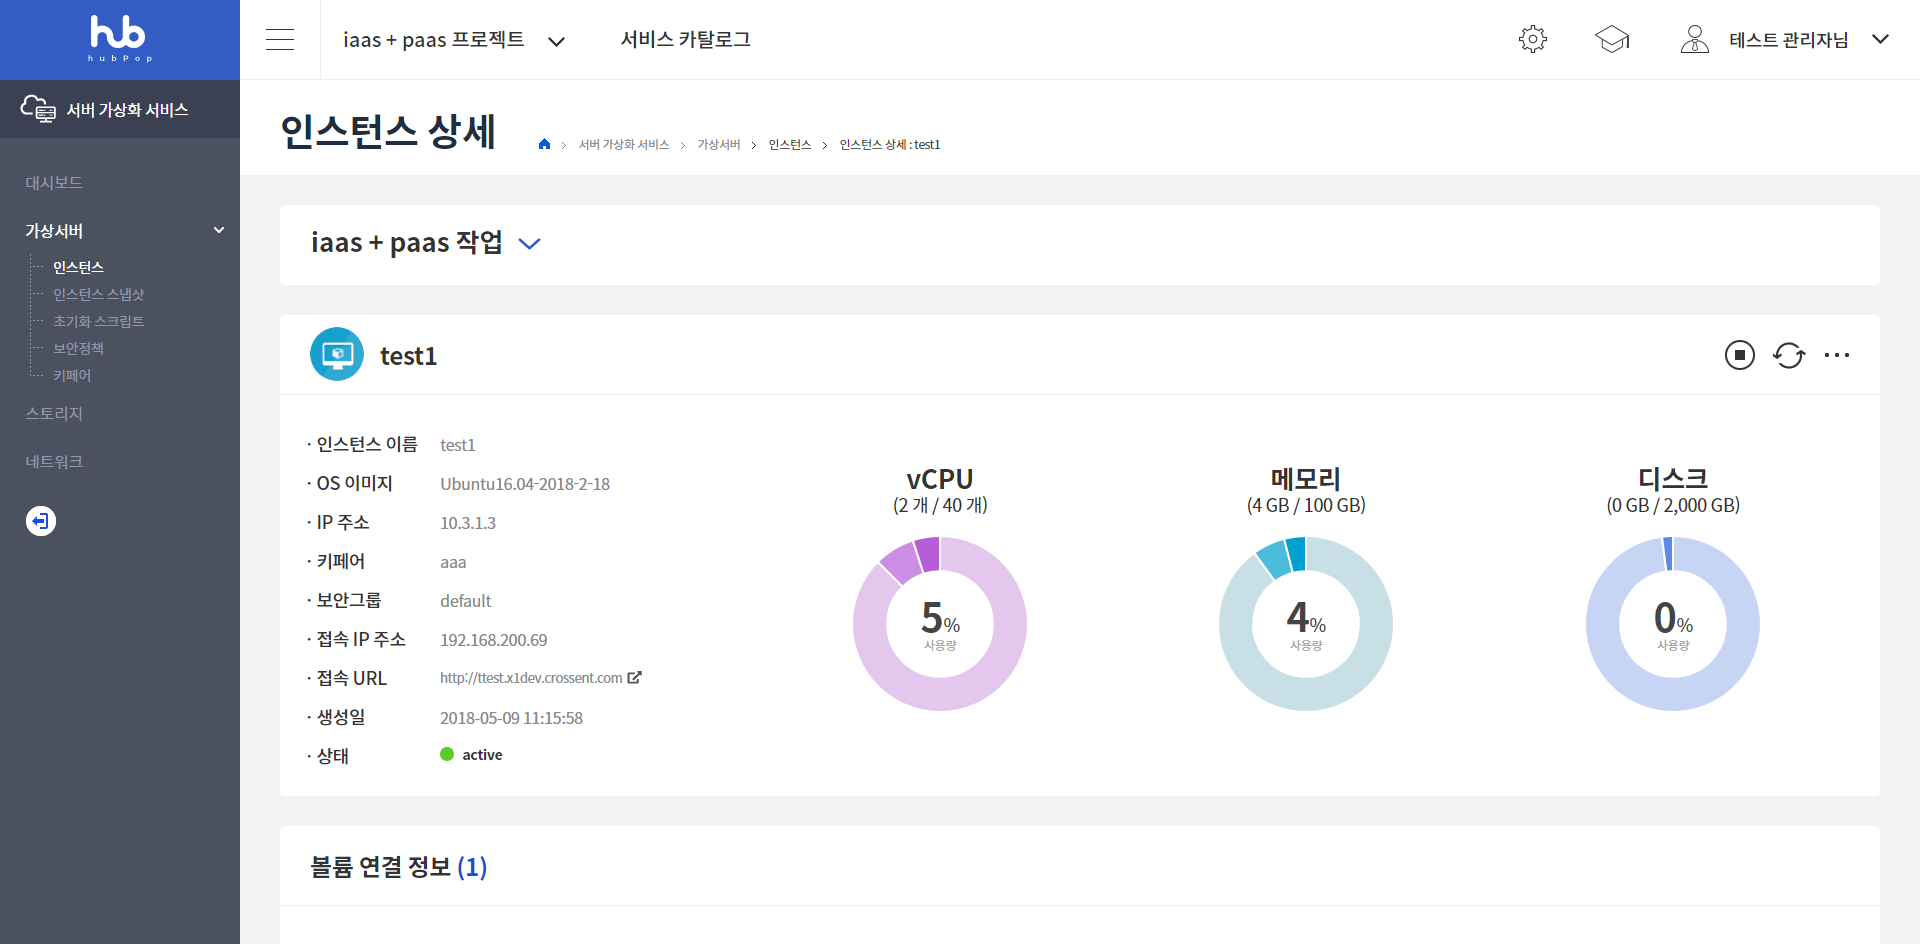 hub
hubPop
iaas + paas 프로젝트
서비스 카탈로그
테스트 관리자님
서버 가상화 서비스
대시보드
가상서버
인스턴스
인스턴스 스냅샷
초기화 스크립트
보안정책
키페어
스토리지
네트워크
인스턴스 상세
서버 가상화 서비스
가상서버
인스턴스
인스턴스 상세 : test1
iaas + paas 작업
test1
· 인스턴스 이름 test1
· OS 이미지 Ubuntu16.04-2018-2-18
· IP 주소 10.3.1.3
· 키페어 aaa
· 보안그룹 default
· 접속 IP 주소 192.168.200.69
· 접속 URL http://ttest.x1dev.crossent.com
· 생성일 2018-05-09 11:15:58
· 상태 active
vCPU
(2 개 / 40 개)
5%
사용량
메모리
(4 GB / 100 GB)
4%
사용량
디스크
(0 GB / 2,000 GB)
0%
사용량
볼륨 연결 정보 (1)